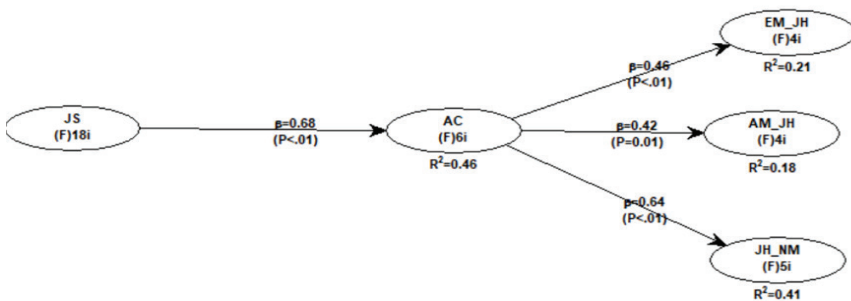 EM_JH
(F)4i
R²=0.21
β=0.46
(P<.01)
JS
(F)18i
β=0.68
(P<.01)
AC
(F)6i
R²=0.46
β=0.42
(P=0.01)
AM_JH
(F)4i
R²=0.18
β=0.64
(P<.01)
JH_NM
(F)5i
R²=0.41